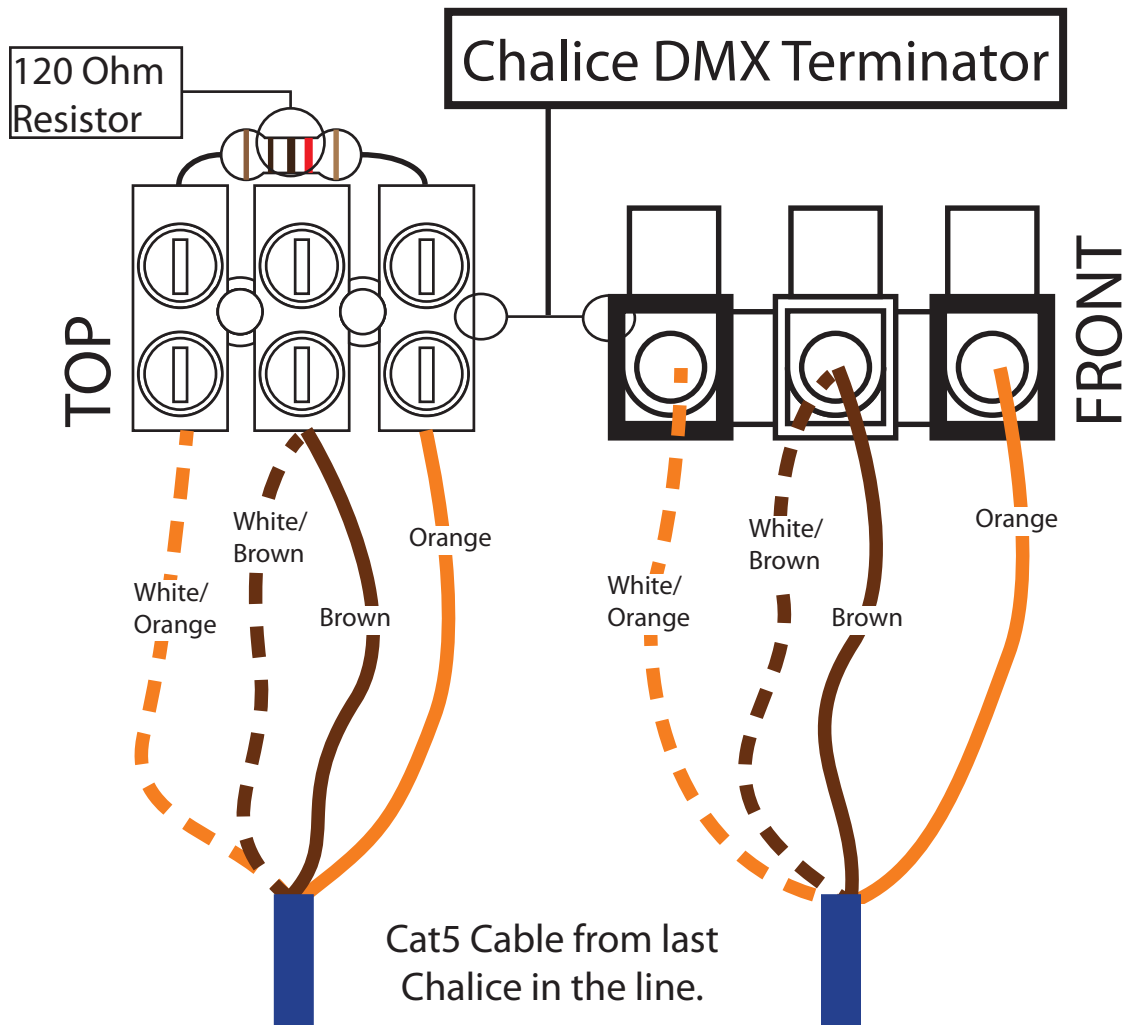 120 Ohm
Resistor
Chalice DMX Terminator
TOP
FRONT
White/
Orange
White/
Brown
Brown
Orange
White/
Orange
White/
Brown
Brown
Orange
Cat5 Cable from last
Chalice in the line.